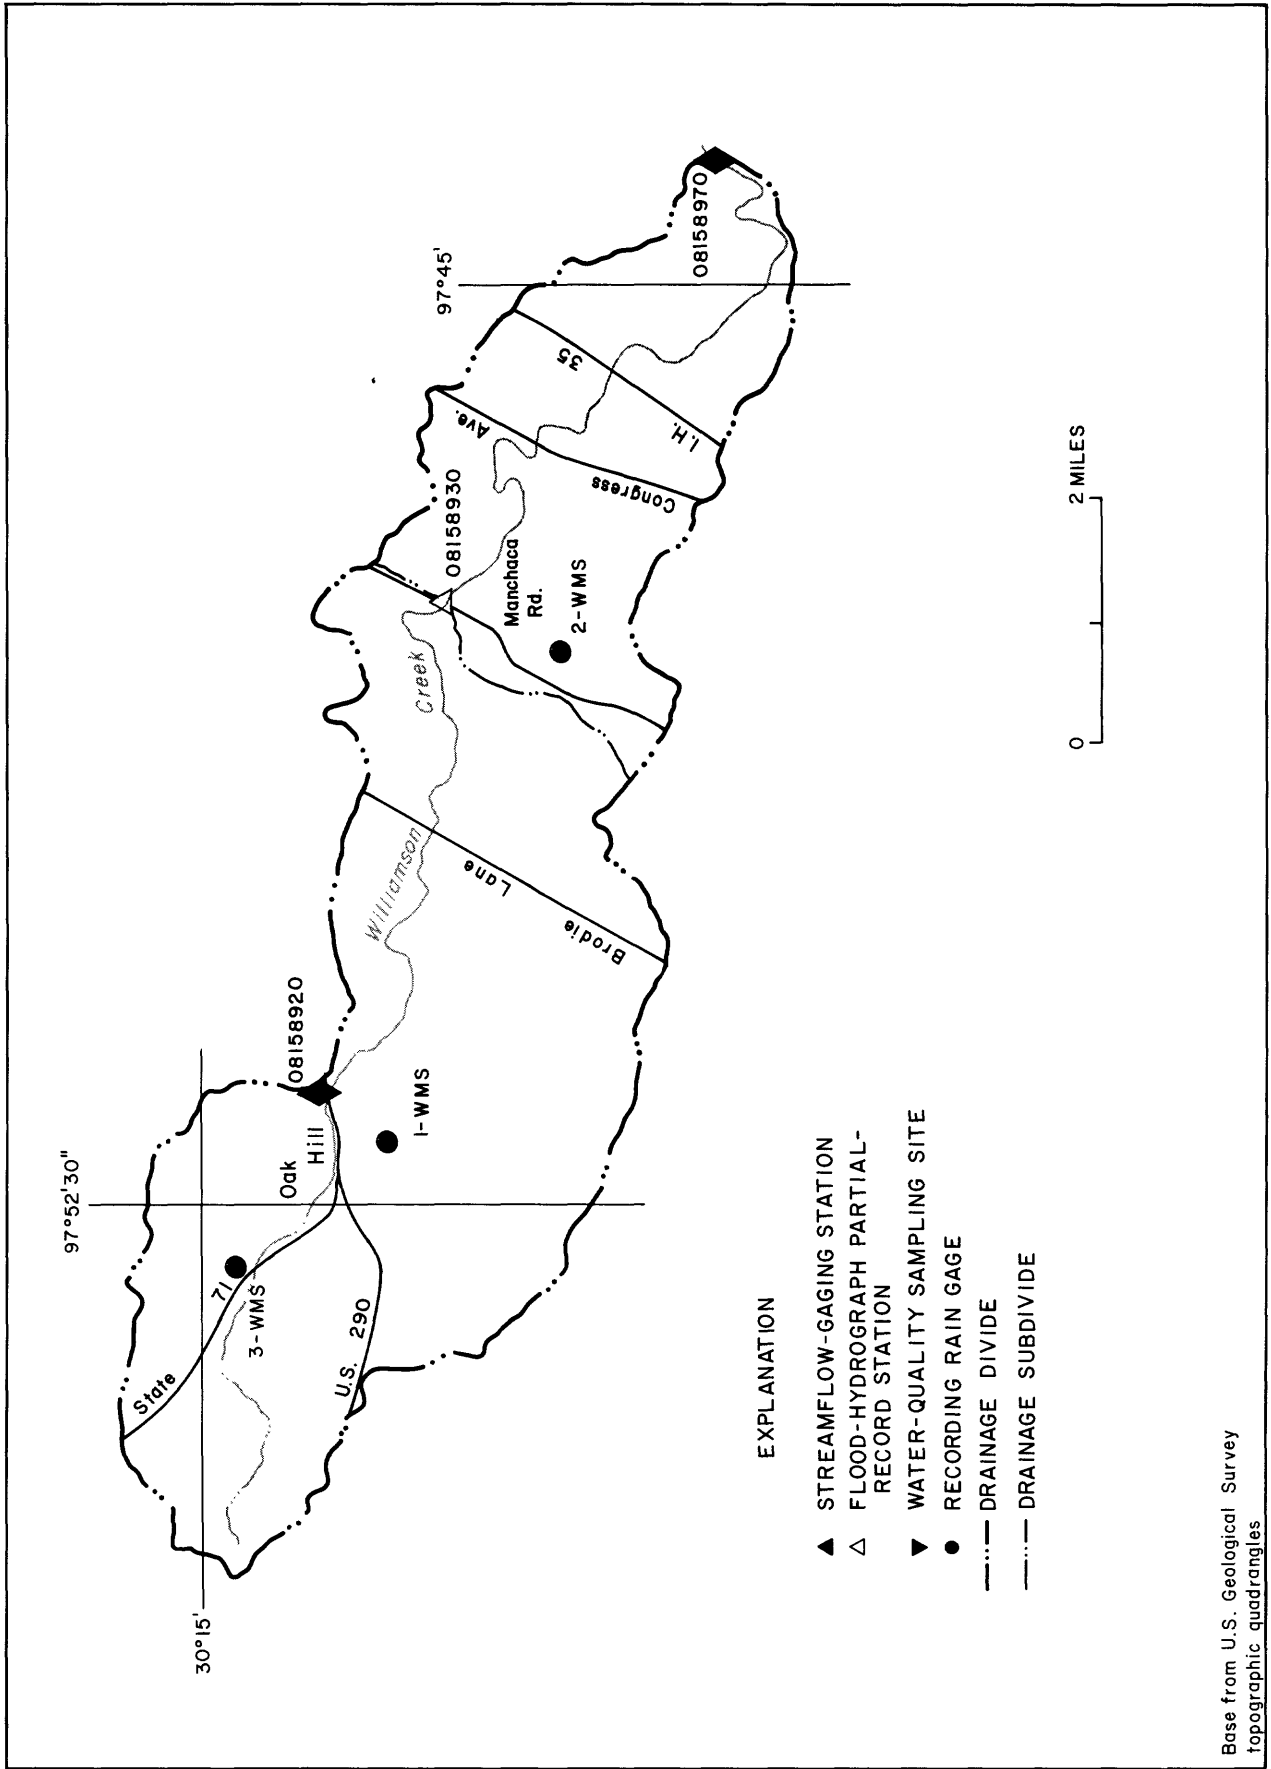 97°52'30"
30°15'
State
71
3-WMS
U.S. 290
Oak
Hill
08158920
1-WMS
Williamson
Creek
Brodie
Lane
08158930
Manchaca
Rd.
2-WMS
Congress
Ave.
I.H.
35
97°45'
08158970
EXPLANATION
STREAMFLOW-GAGING STATION
FLOOD-HYDROGRAPH PARTIAL-
RECORD STATION
WATER-QUALITY SAMPLING SITE
RECORDING RAIN GAGE
DRAINAGE DIVIDE
DRAINAGE SUBDIVIDE
0
1
2 MILES
Base from U.S. Geological Survey
topographic quadrangles